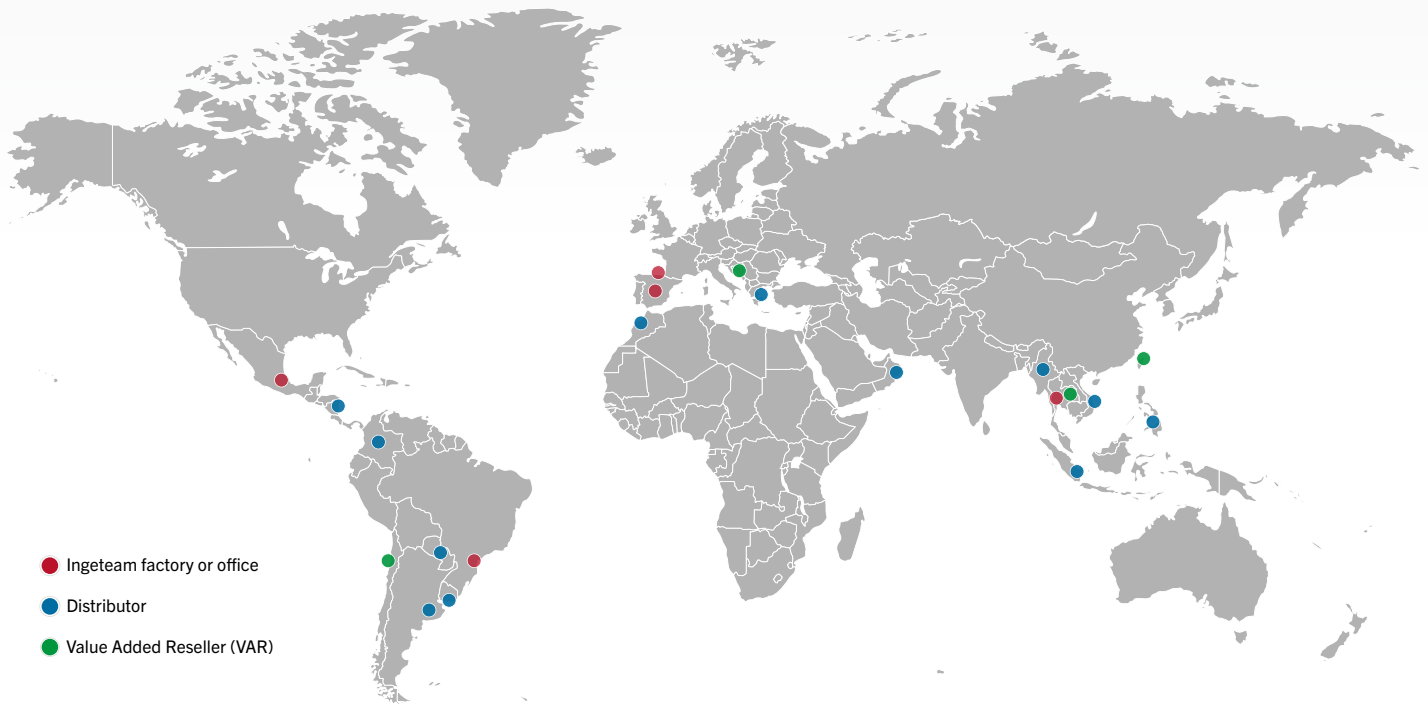 Ingeteam factory or office
Distributor
Value Added Reseller (VAR)